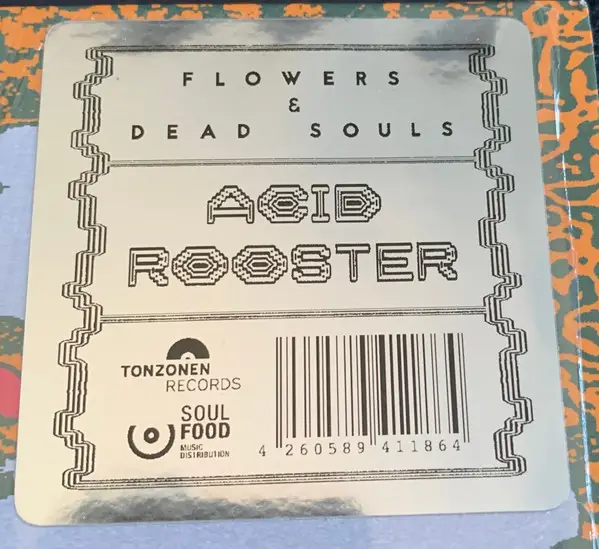 FLOWERS
&
DEAD SOULS
ACID
ROOSTER
TONZONEN
RECORDS
SOUL
FOOD
MUSIC
DISTRIBUTION
4 260589 411864